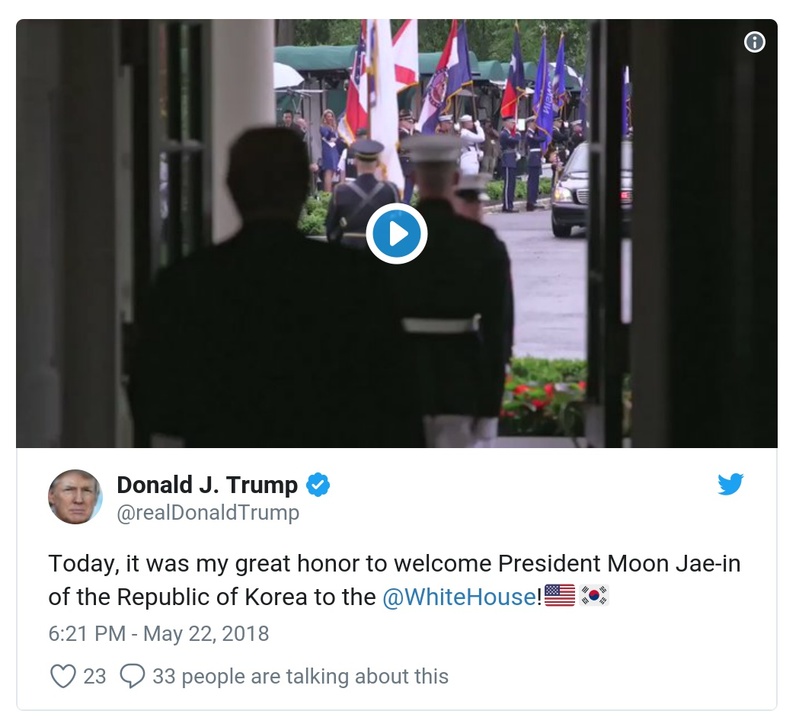 Donald J. Trump
@realDonaldTrump
Today, it was my great honor to welcome President Moon Jae-in
of the Republic of Korea to the @WhiteHouse!🇺🇸 🇰🇷
6:21 PM - May 22, 2018
23 33 people are talking about this